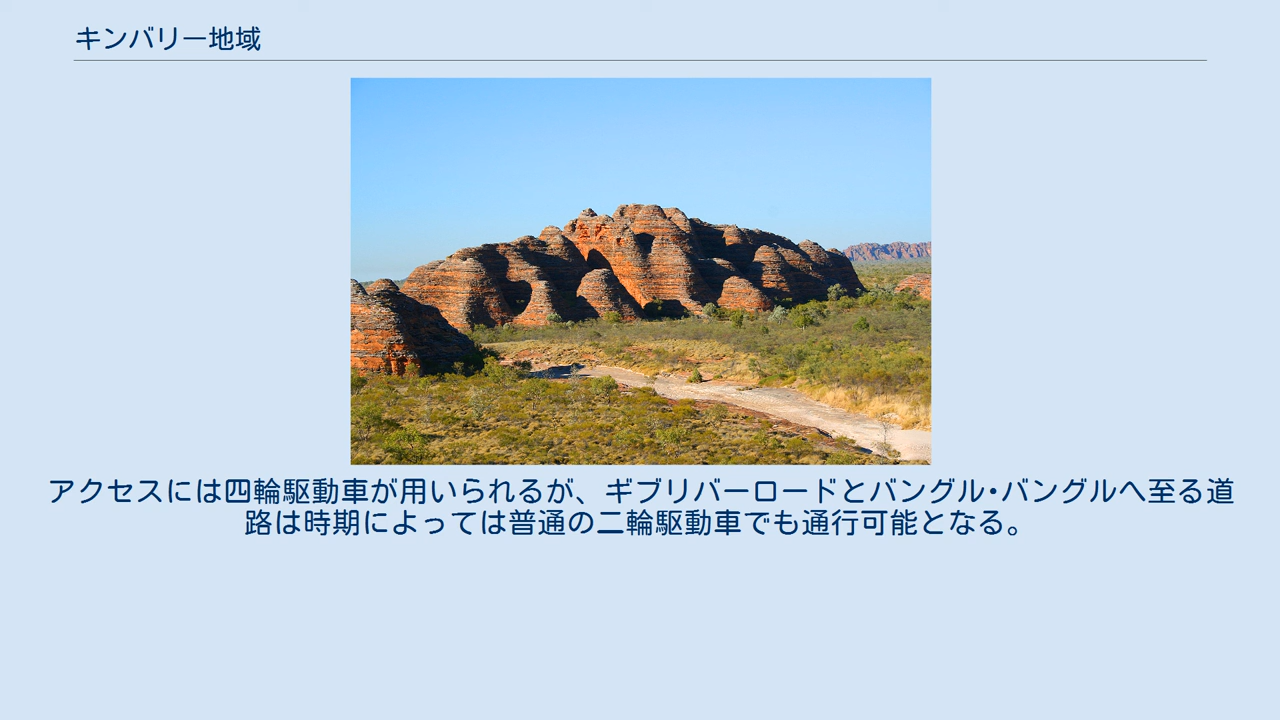 キンバリー地域
アクセスには四輪駆動車が用いられるが、ギブリバーロードとバングル・バングルへ至る道
路は時期によっては普通の二輪駆動車でも通行可能となる。